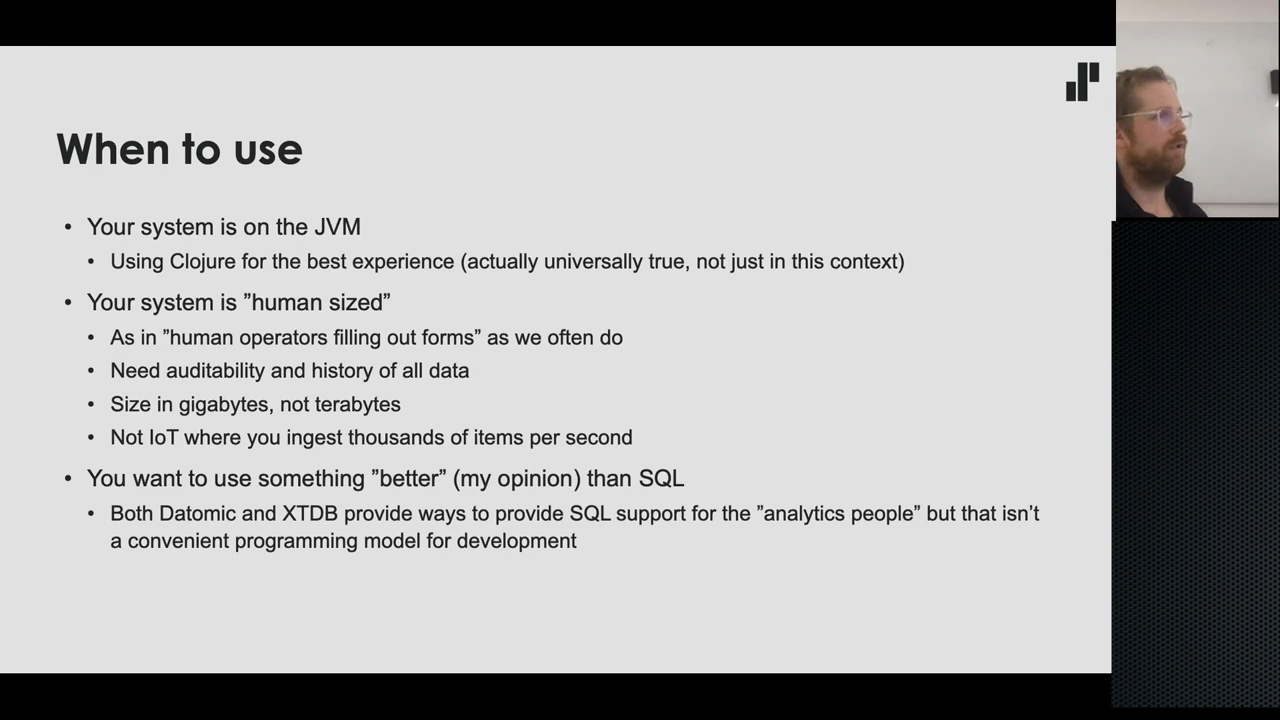 When to use
• Your system is on the JVM
• Using Clojure for the best experience (actually universally true, not just in this context)
• Your system is ”human sized”
• As in ”human operators filling out forms” as we often do
• Need auditability and history of all data
• Size in gigabytes, not terabytes
• Not IoT where you ingest thousands of items per second
• You want to use something ”better” (my opinion) than SQL
• Both Datomic and XTDB provide ways to provide SQL support for the ”analytics people” but that isn’t
a convenient programming model for development